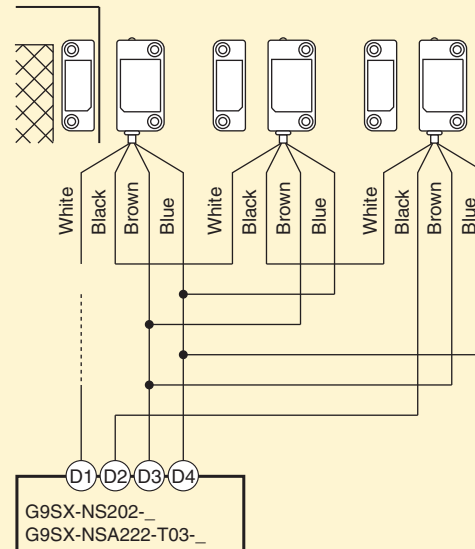 White
Black
Brown
Blue
White
Black
Brown
Blue
White
Black
Brown
Blue
D1 D2 D3 D4
G9SX-NS202-_
G9SX-NSA222-T03-_